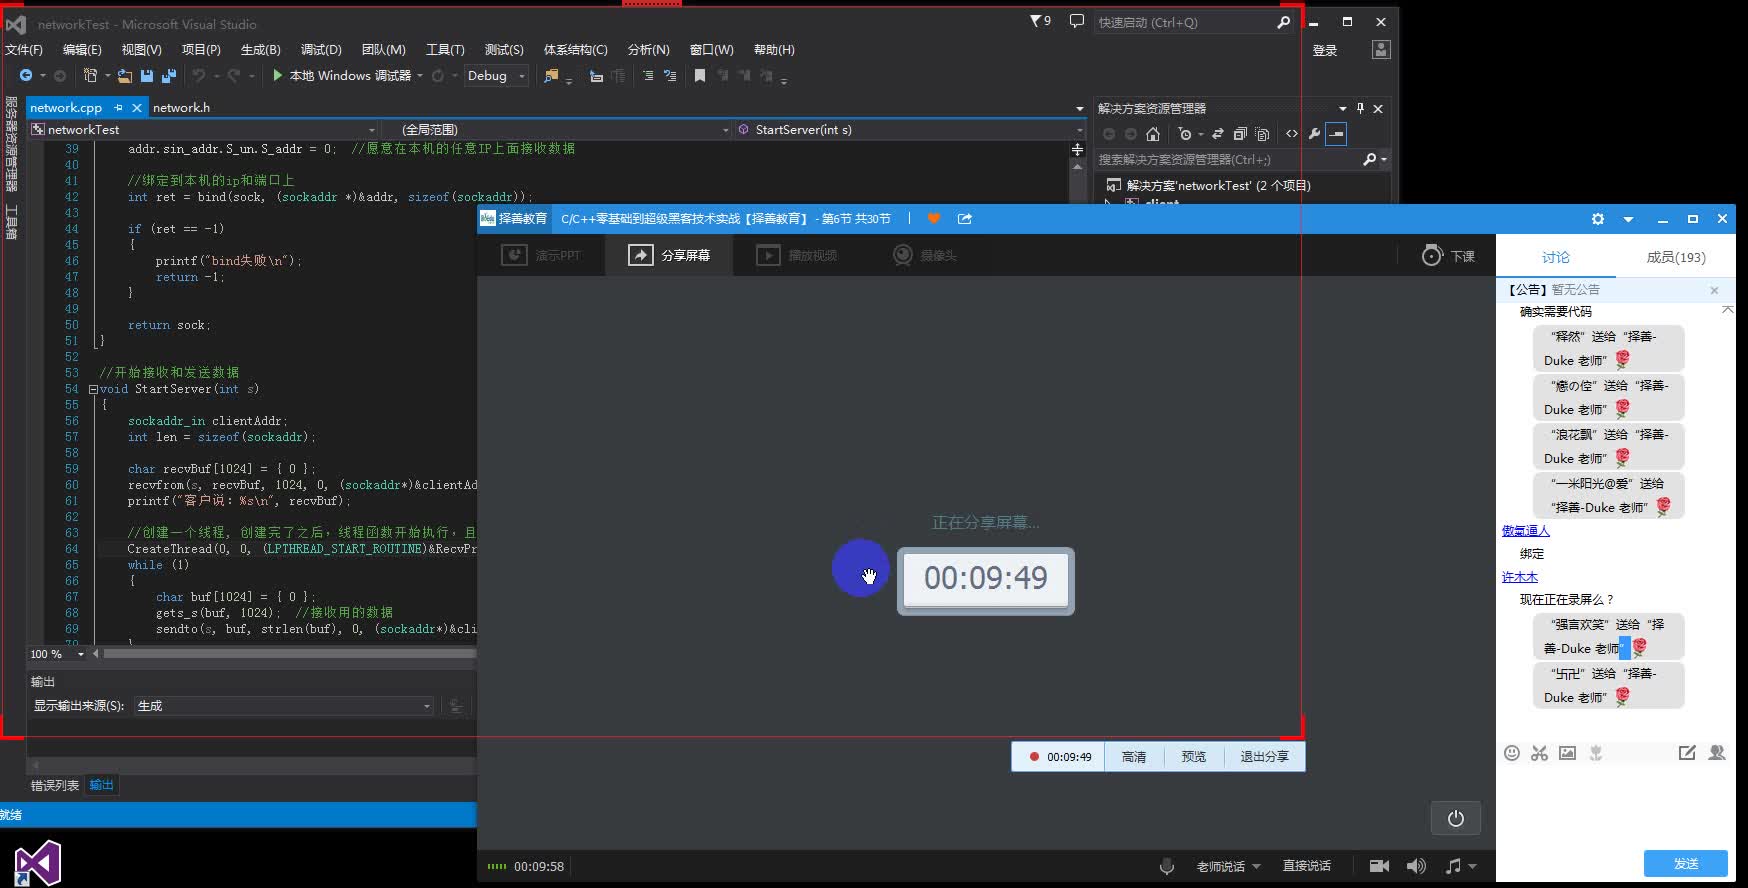 networkTest - Microsoft Visual Studio
9
快速启动 (Ctrl+Q)
文件(F) 编辑(E) 视图(V) 项目(P) 生成(B) 调试(D) 团队(M) 工具(T) 测试(S) 体系结构(C) 分析(N) 窗口(W) 帮助(H)
登录
本地 Windows 调试器 Debug
服务器资源管理器 工具箱
network.cpp network.h
networkTest (全局范围) StartServer(int s)
39 addr.sin_addr.S_un.S_addr = 0; //愿意在本机的任意IP上面接收数据
40
41 //绑定到本机的ip和端口上
42 int ret = bind(sock, (sockaddr *)&addr, sizeof(sockaddr));
43
44 if (ret == -1)
45 {
46 printf("bind失败\n");
47 return -1;
48 }
49
50 return sock;
51 }
52
53 //开始接收和发送数据
54 void StartServer(int s)
55 {
56 sockaddr_in clientAddr;
57 int len = sizeof(sockaddr);
58
59 char recvBuf[1024] = { 0 };
60 recvfrom(s, recvBuf, 1024, 0, (sockaddr*)&clientAd
61 printf("客户说：%s\n", recvBuf);
62
63 //创建一个线程, 创建完了之后，线程函数开始执行，且
64 CreateThread(0, 0, (LPTHREAD_START_ROUTINE)&RecvPr
65 while (1)
66 {
67 char buf[1024] = { 0 };
68 gets_s(buf, 1024); //接收用的数据
69 sendto(s, buf, strlen(buf), 0, (sockaddr*)&cli
70 }
100 %
输出
显示输出来源(S): 生成
错误列表 输出
就绪
解决方案资源管理器
搜索解决方案资源管理器(Ctrl+;)
解决方案'networkTest' (2 个项目)
client
择善教育 C/C++零基础到超级黑客技术实战【择善教育】 - 第6节 共30节
演示PPT 分享屏幕 播放视频 摄像头 下课
正在分享屏幕...
00:09:49
00:09:49 高清 预览 退出分享
00:09:58 老师说话 直接说话
讨论 成员(193)
【公告】暂无公告
确实需要代码
“释然”送给“择善-
Duke 老师”
Duke 老师”
“浪花飘”送给“择善-
Duke 老师”
“一米阳光@爱”送给
“择善-Duke 老师”
傲氣逼人
绑定
许木木
现在正在录屏么？
“强言欢笑”送给“择
善-Duke 老师”
“卐卍”送给“择善-
Duke 老师”
发送